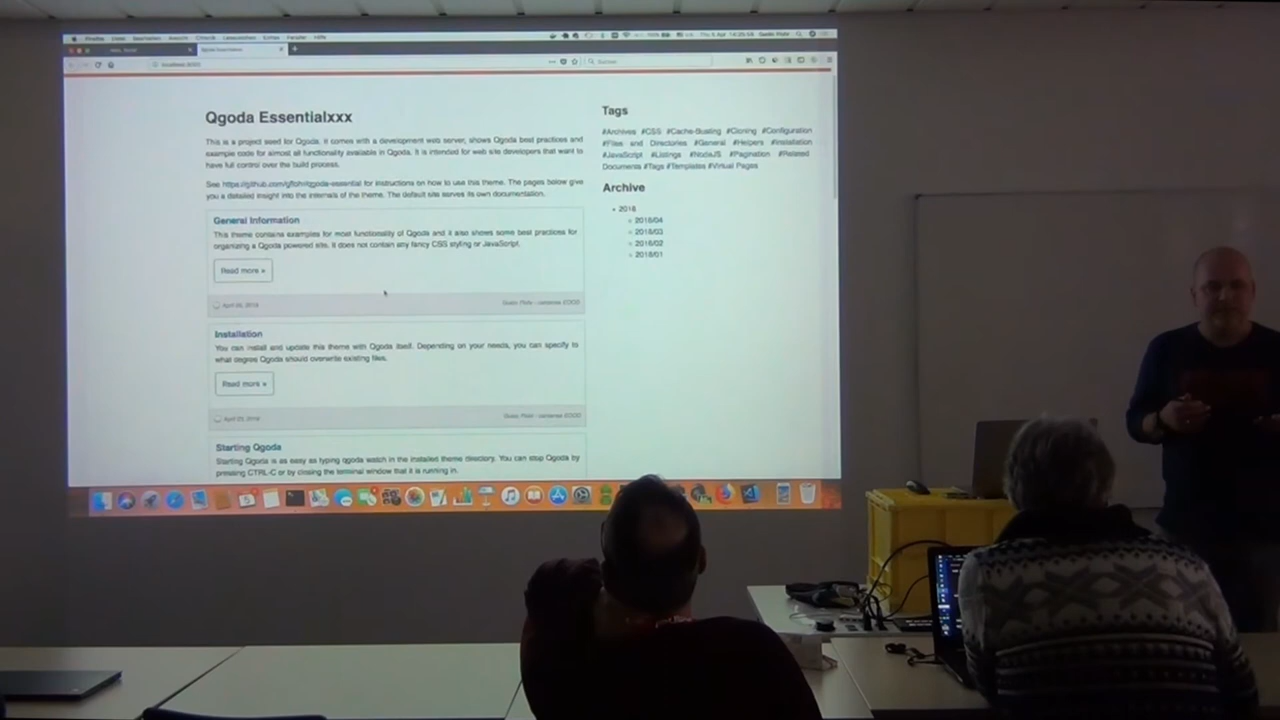 Qgoda Essentialxxx
This is a project seed for Qgoda. It comes with a development web server, shows Qgoda best practices and
example code for almost all functionality available in Qgoda. It is intended for web site developers that want to
have full control over the build process.
See https://github.com/gflohr/qgoda-essential for instructions on how to use this theme. The pages below give
you a detailed insight into the internals of the theme. The default site serves its own documentation.
General Information
This theme contains examples for most functionality of Qgoda and it also shows some best practices for
organizing a Qgoda powered site. It does not contain any fancy CSS styling or JavaScript.
Read more »
Installation
You can install and update this theme with Qgoda itself. Depending on your needs, you can specify to
what degree Qgoda should overwrite existing files.
Read more »
Starting Qgoda
Starting Qgoda is as easy as typing qgoda watch in the installed theme directory. You can stop Qgoda by
pressing CTRL-C or by closing the terminal window that it is running in.
Tags
#Archives #CSS #Cache-Busting #Cloning #Configuration
#Files and Directories #General #Helpers #Installation
#JavaScript #Listings #NodeJS #Pagination #Related
Documents #Tags #Templates #Virtual Pages
Archive
2018
2018/04
2018/03
2018/02
2018/01